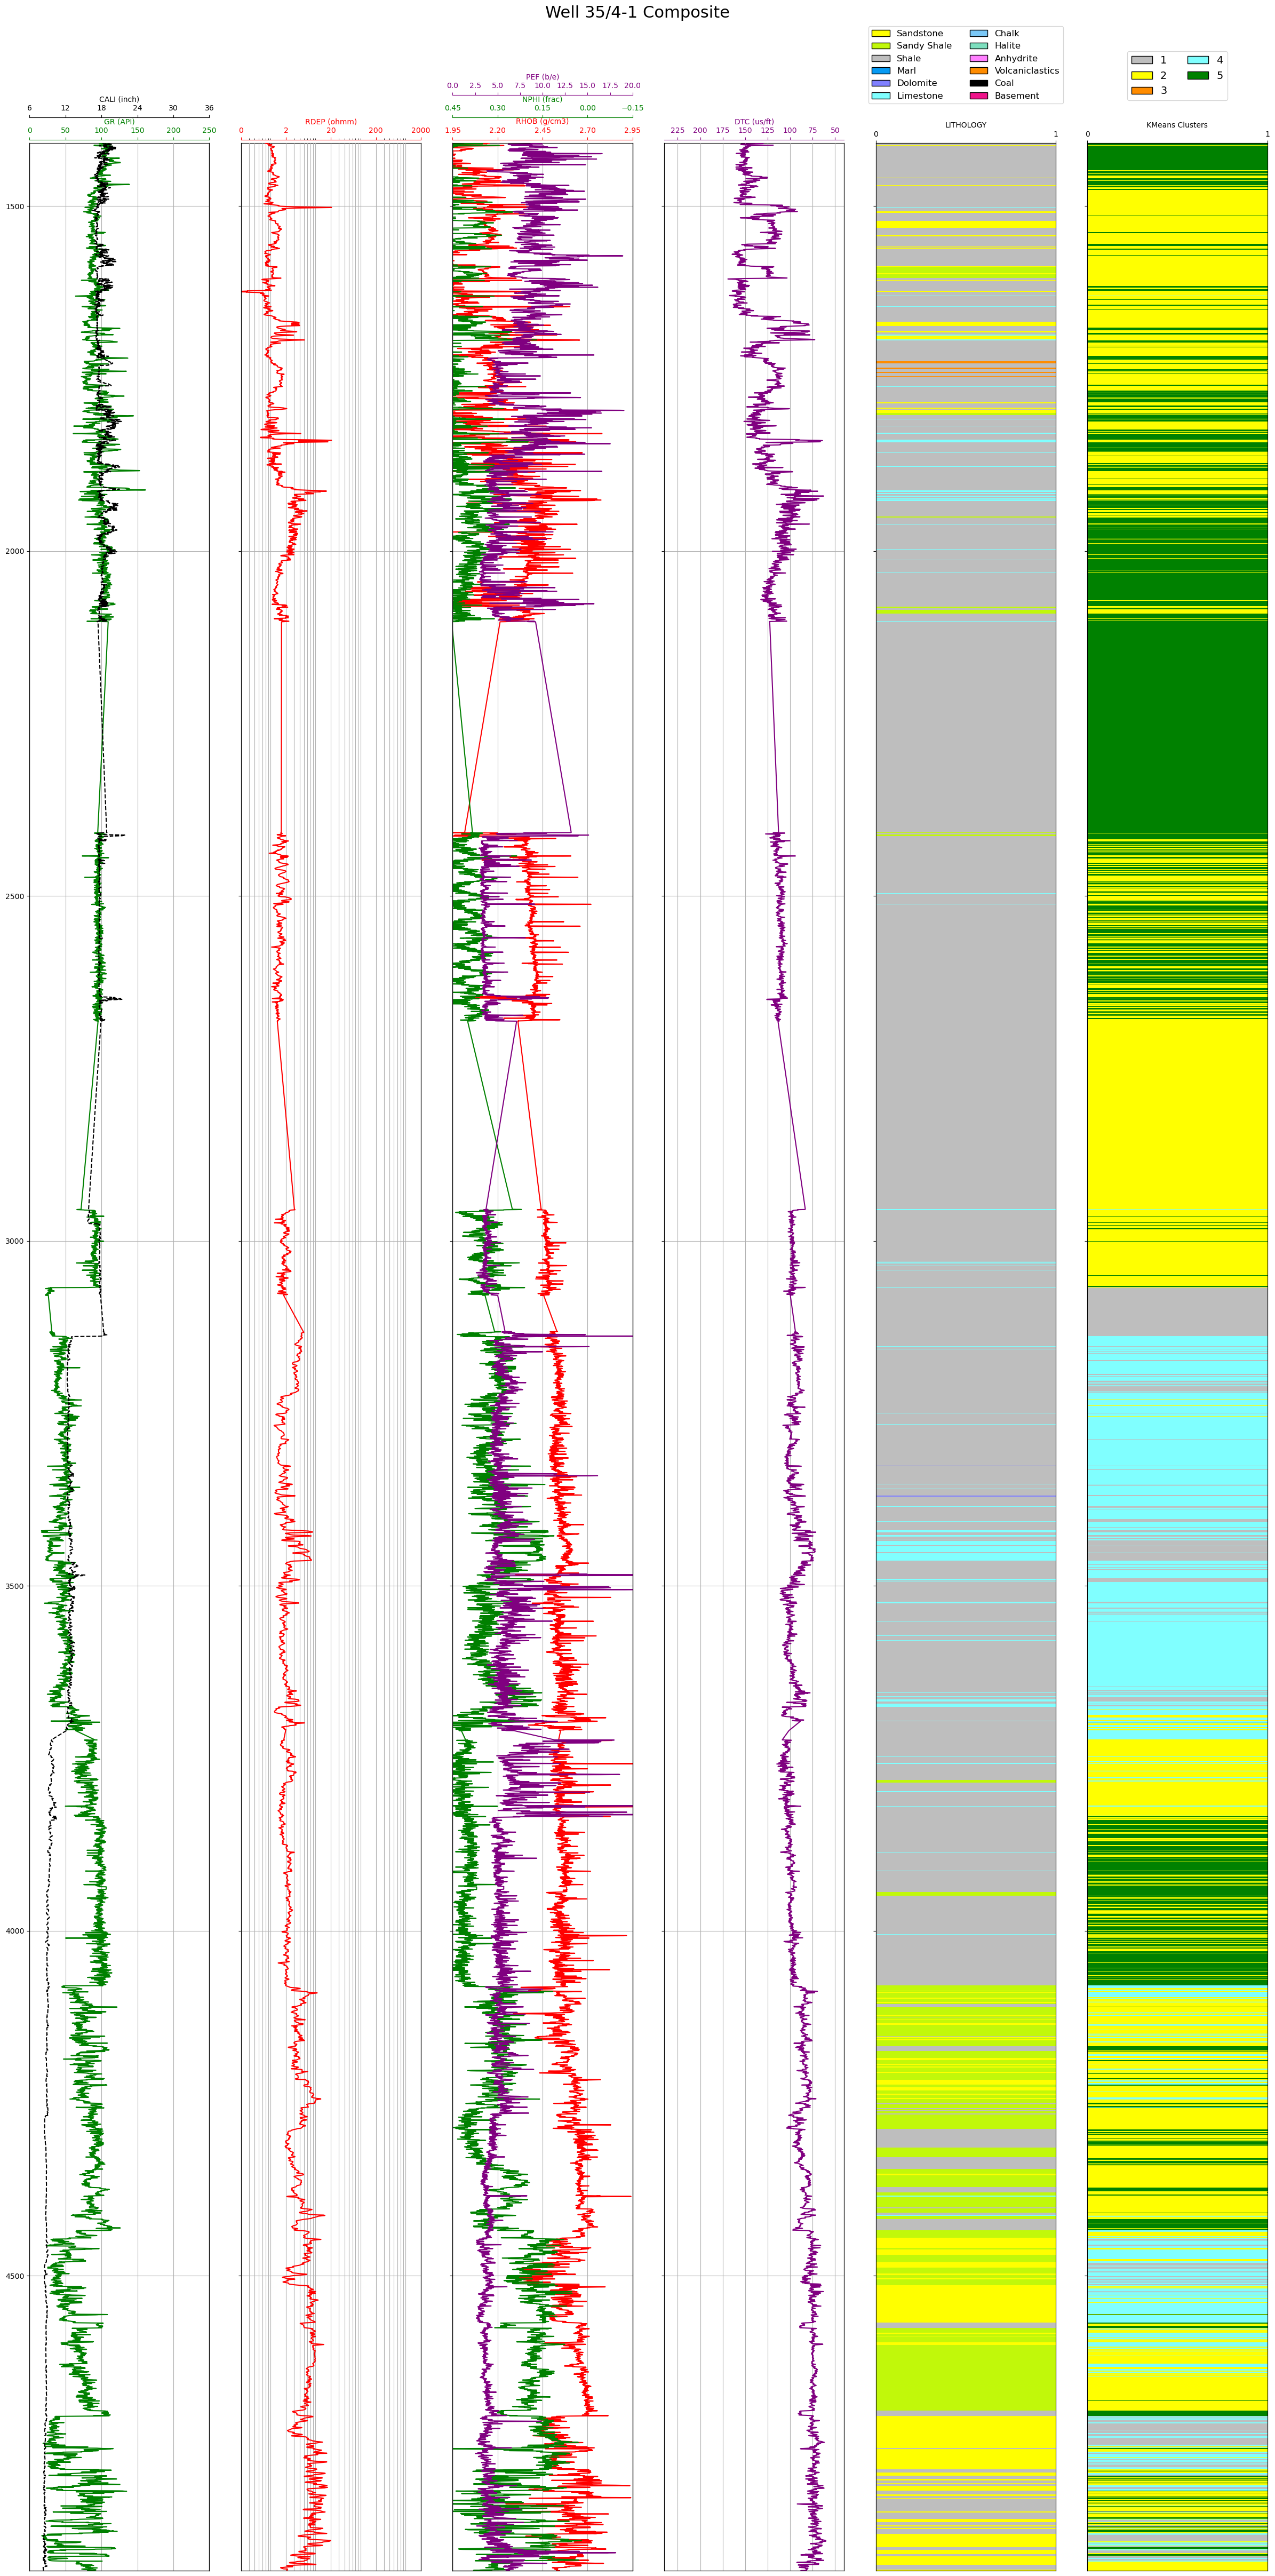 Well 35/4-1 Composite
Sandstone Chalk
Sandy Shale Halite
Shale Anhydrite
Marl Volcaniclastics
Dolomite Coal
Limestone Basement
1 4
2 5
3
PEF (b/e)
0.0 2.5 5.0 7.5 10.0 12.5 15.0 17.5 20.0
CALI (inch)
6 12 18 24 30 36
NPHI (frac)
0.45 0.30 0.15 0.00 −0.15
GR (API)
0 50 100 150 200 250
RDEP (ohmm)
0 2 20 200 2000
RHOB (g/cm3)
1.95 2.20 2.45 2.70 2.95
DTC (us/ft)
225 200 175 150 125 100 75 50
LITHOLOGY
0 1
KMeans Clusters
0 1
1500
2000
2500
3000
3500
4000
4500